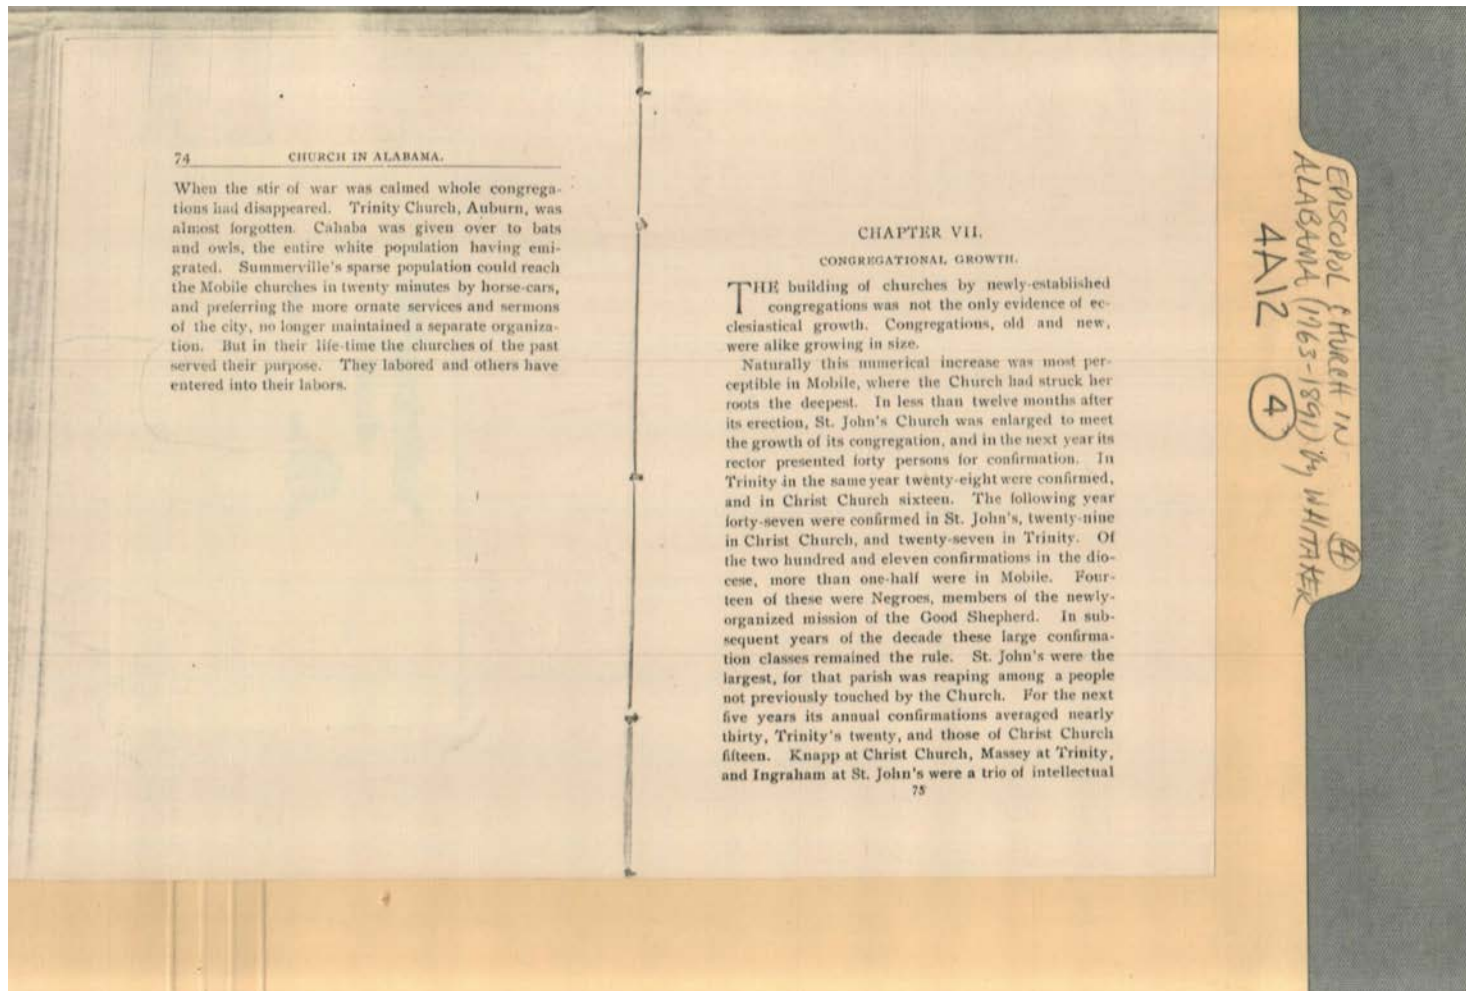 74 CHURCH IN ALABAMA.
When the stir of war was calmed whole congrega-
tions had disappeared. Trinity Church, Auburn, was
almost forgotten. Cahaba was given over to bats
and owls, the entire white population having emi-
grated. Summerville's sparse population could reach
the Mobile churches in twenty minutes by horse-cars,
and preferring the more ornate services and sermons
of the city, no longer maintained a separate organiza-
tion. But in their life-time the churches of the past
served their purpose. They labored and others have
entered into their labors.
CHAPTER VII.
CONGREGATIONAL GROWTH.
THE building of churches by newly-established
congregations was not the only evidence of ec-
clesiastical growth. Congregations, old and new,
were alike growing in size.
Naturally this numerical increase was most per-
ceptible in Mobile, where the Church had struck her
roots the deepest. In less than twelve months after
its erection, St. John's Church was enlarged to meet
the growth of its congregation, and in the next year its
rector presented forty persons for confirmation. In
Trinity in the same year twenty-eight were confirmed,
and in Christ Church sixteen. The following year
forty-seven were confirmed in St. John's, twenty-nine
in Christ Church, and twenty-seven in Trinity. Of
the two hundred and eleven confirmations in the dio-
cese, more than one-half were in Mobile. Four-
teen of these were Negroes, members of the newly-
organized mission of the Good Shepherd. In sub-
sequent years of the decade these large confirma-
tion classes remained the rule. St. John's were the
largest, for that parish was reaping among a people
not previously touched by the Church. For the next
five years its annual confirmations averaged nearly
thirty, Trinity's twenty, and those of Christ Church
fifteen. Knapp at Christ Church, Massey at Trinity,
and Ingraham at St. John's were a trio of intellectual
75
EPISCOPOL CHURCH IN (4)
ALABAMA (1763-1891) by WHITAKER
4A12 (4)